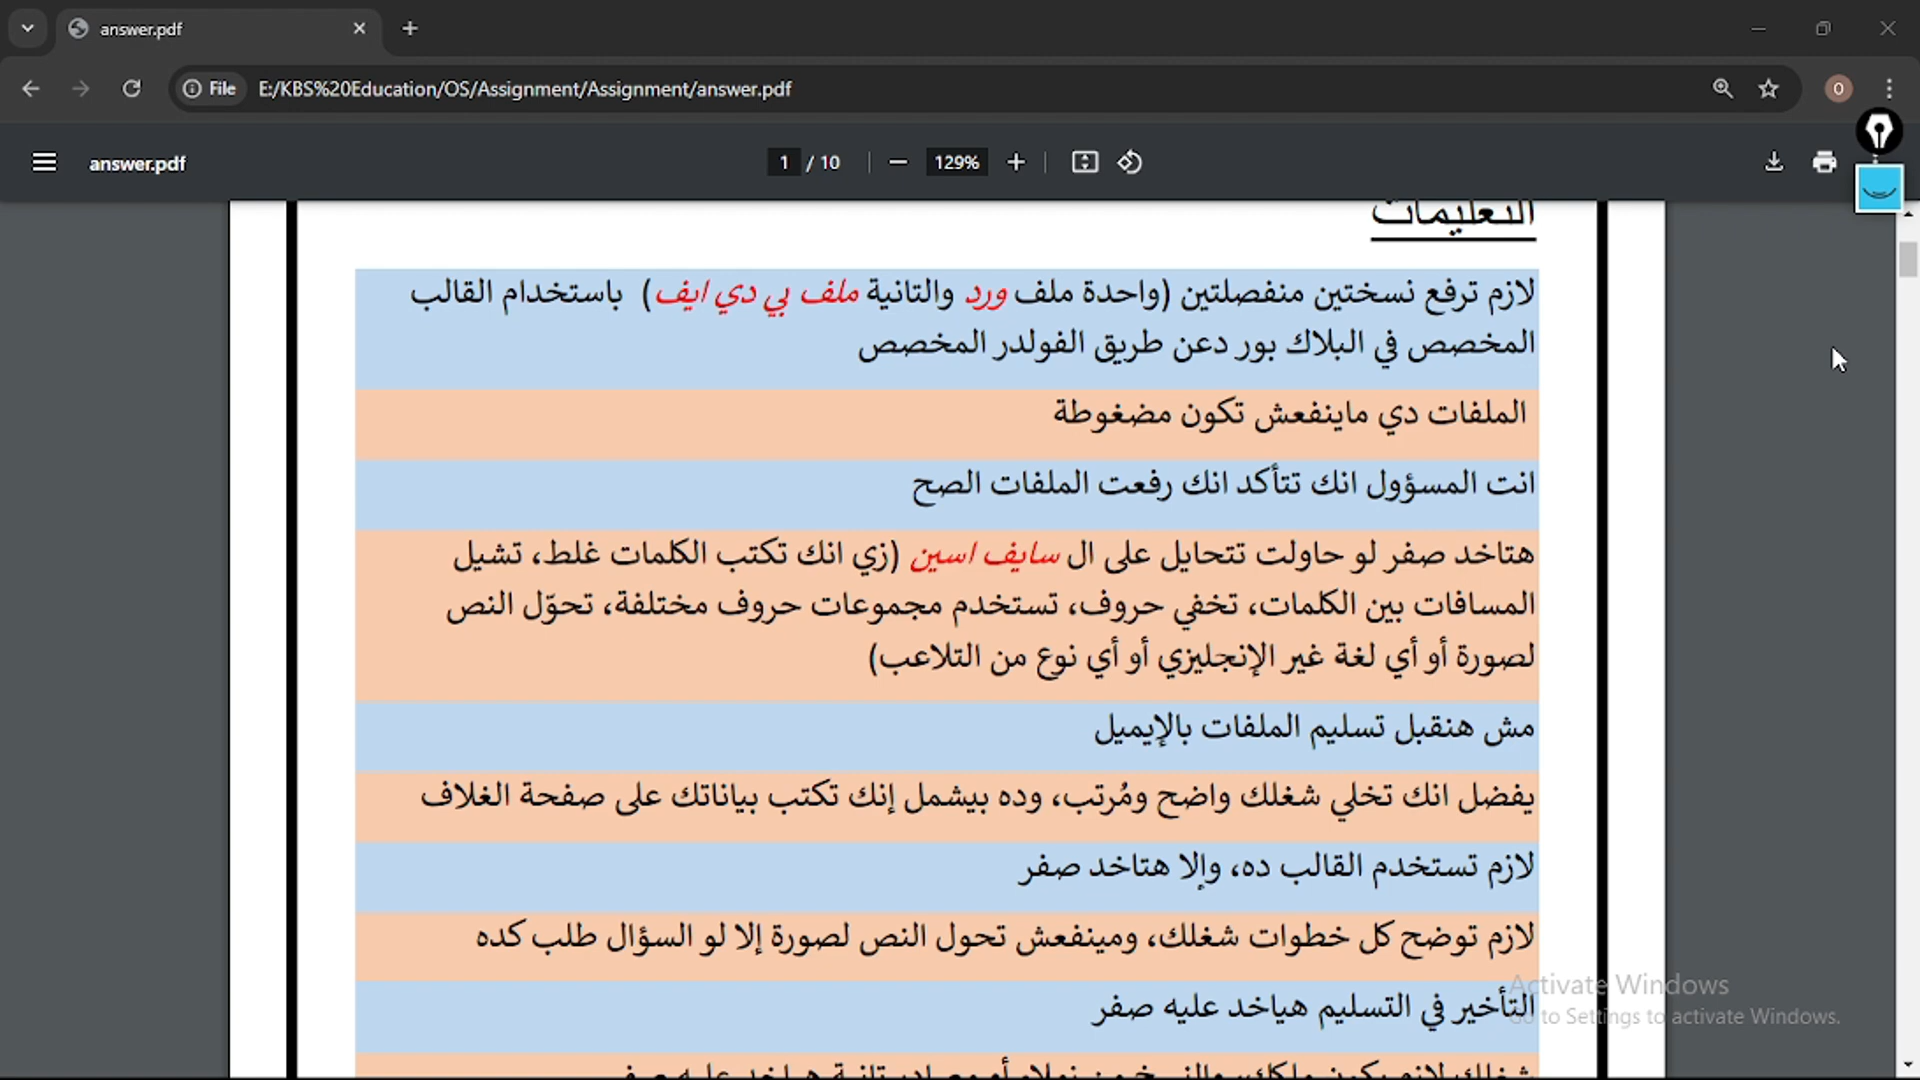 answer.pdf
File
E:/KBS%20Education/OS/Assignment/Assignment/answer.pdf
O
answer.pdf
1 / 10
129%
التعليمات
لازم ترفع نسختين منفصلتين (واحدة ملف ورد والتانية ملف بي دي ايف) باستخدام القالب
المخصص في البلاك بور دعن طريق الفولدر المخصص
الملفات دي ماينفعش تكون مضغوطة
انت المسؤول انك تتأكد انك رفعت الملفات الصح
هتاخد صفر لو حاولت تتحايل على ال سايف اسين (زي انك تكتب الكلمات غلط، تشيل
المسافات بين الكلمات، تخفي حروف، تستخدم مجموعات حروف مختلفة، تحوّل النص
لصورة أو أي لغة غير الإنجليزي أو أي نوع من التلاعب)
مش هنقبل تسليم الملفات بالإيميل
يفضل انك تخلي شغلك واضح ومُرتب، وده بيشمل إنك تكتب بياناتك على صفحة الغلاف
لازم تستخدم القالب ده، وإلا هتاخد صفر
لازم توضح كل خطوات شغلك، ومينفعش تحول النص لصورة إلا لو السؤال طلب كده
التأخير في التسليم هياخد عليه صفر
Activate Windows
Go to Settings to activate Windows.